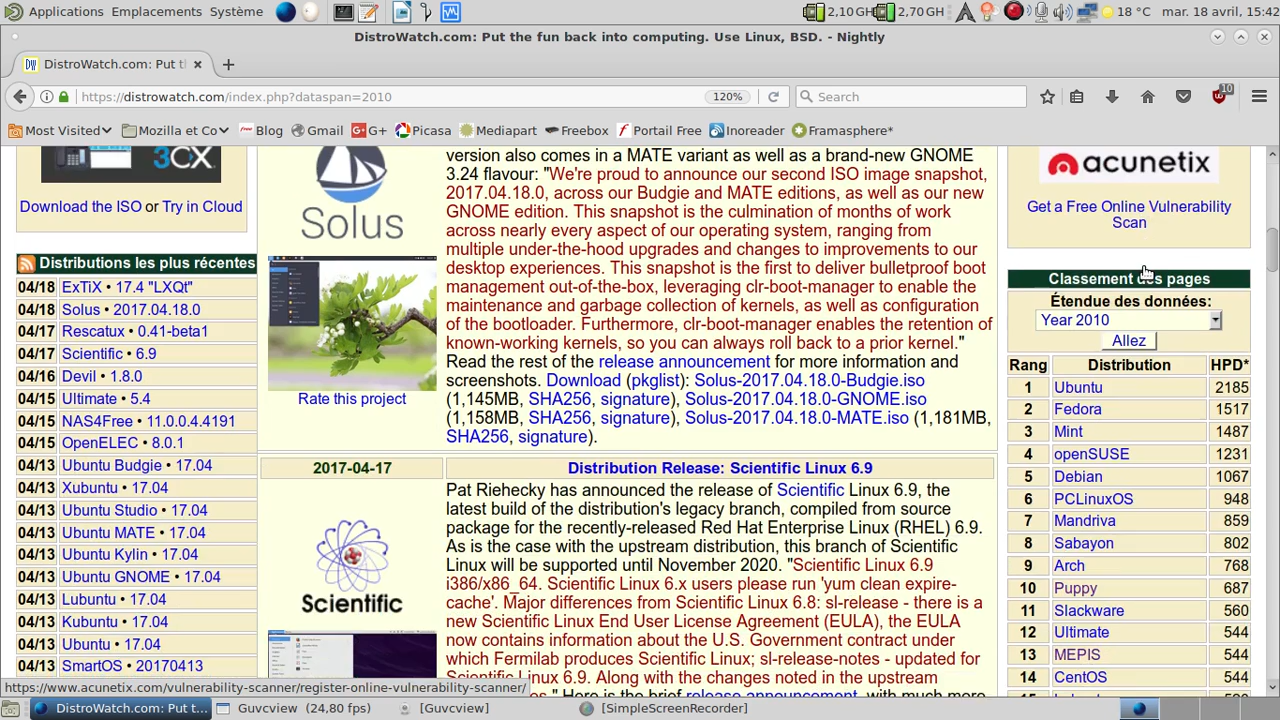 Applications Emplacements Système 2,10 GH 2,70 GH 18 °C mar. 18 avril, 15:42
DistroWatch.com: Put the fun back into computing. Use Linux, BSD. - Nightly
DW DistroWatch.com: Put tl
https://distrowatch.com/index.php?dataspan=2010 120% Search 10
Most Visited Mozilla et Co Blog Gmail G+ Picasa Mediapart Freebox Portail Free Inoreader Framasphere*
3CX
Download the ISO or Try in Cloud
Distributions les plus récentes
04/18 ExTiX • 17.4 "LXQt"
04/18 Solus • 2017.04.18.0
04/17 Rescatux • 0.41-beta1
04/17 Scientific • 6.9
04/16 Devil • 1.8.0
04/15 Ultimate • 5.4
04/15 NAS4Free • 11.0.0.4.4191
04/15 OpenELEC • 8.0.1
04/13 Ubuntu Budgie • 17.04
04/13 Xubuntu • 17.04
04/13 Ubuntu Studio • 17.04
04/13 Ubuntu MATE • 17.04
04/13 Ubuntu Kylin • 17.04
04/13 Ubuntu GNOME • 17.04
04/13 Lubuntu • 17.04
04/13 Kubuntu • 17.04
04/13 Ubuntu • 17.04
04/13 SmartOS • 20170413
Solus
Rate this project
version also comes in a MATE variant as well as a brand-new GNOME
3.24 flavour: "We're proud to announce our second ISO image snapshot,
2017.04.18.0, across our Budgie and MATE editions, as well as our new
GNOME edition. This snapshot is the culmination of months of work
across nearly every aspect of our operating system, ranging from
multiple under-the-hood upgrades and changes to improvements to our
desktop experiences. This snapshot is the first to deliver bulletproof boot
management out-of-the-box, leveraging clr-boot-manager to enable the
maintenance and garbage collection of kernels, as well as configuration
of the bootloader. Furthermore, clr-boot-manager enables the retention of
known-working kernels, so you can always roll back to a prior kernel."
Read the rest of the release announcement for more information and
screenshots. Download (pkglist): Solus-2017.04.18.0-Budgie.iso
(1,145MB, SHA256, signature), Solus-2017.04.18.0-GNOME.iso
(1,158MB, SHA256, signature), Solus-2017.04.18.0-MATE.iso (1,181MB,
SHA256, signature).
2017-04-17 Distribution Release: Scientific Linux 6.9
Scientific
Pat Riehecky has announced the release of Scientific Linux 6.9, the
latest build of the distribution's legacy branch, compiled from source
package for the recently-released Red Hat Enterprise Linux (RHEL) 6.9.
As is the case with the upstream distribution, this branch of Scientific
Linux will be supported until November 2020. "Scientific Linux 6.9
i386/x86_64. Scientific Linux 6.x users please run 'yum clean expire-
cache'. Major differences from Scientific Linux 6.8: sl-release - there is a
new Scientific Linux End User License Agreement (EULA), the EULA
now contains information about the U.S. Government contract under
which Fermilab produces Scientific Linux; sl-release-notes - updated for
Scientific Linux 6.9. Along with the changes noted in the upstream
" Here is the brief release announcement, with much more
acunetix
Get a Free Online Vulnerability
Scan
Classement des pages
Étendue des données:
Year 2010
Allez
Rang Distribution HPD*
1 Ubuntu 2185
2 Fedora 1517
3 Mint 1487
4 openSUSE 1231
5 Debian 1067
6 PCLinuxOS 948
7 Mandriva 859
8 Sabayon 802
9 Arch 768
10 Puppy 687
11 Slackware 560
12 Ultimate 544
13 MEPIS 544
14 CentOS 544
https://www.acunetix.com/vulnerability-scanner/register-online-vulnerability-scanner/
DistroWatch.com: Put t... Guvcview (24,80 fps) [Guvcview] [SimpleScreenRecorder]